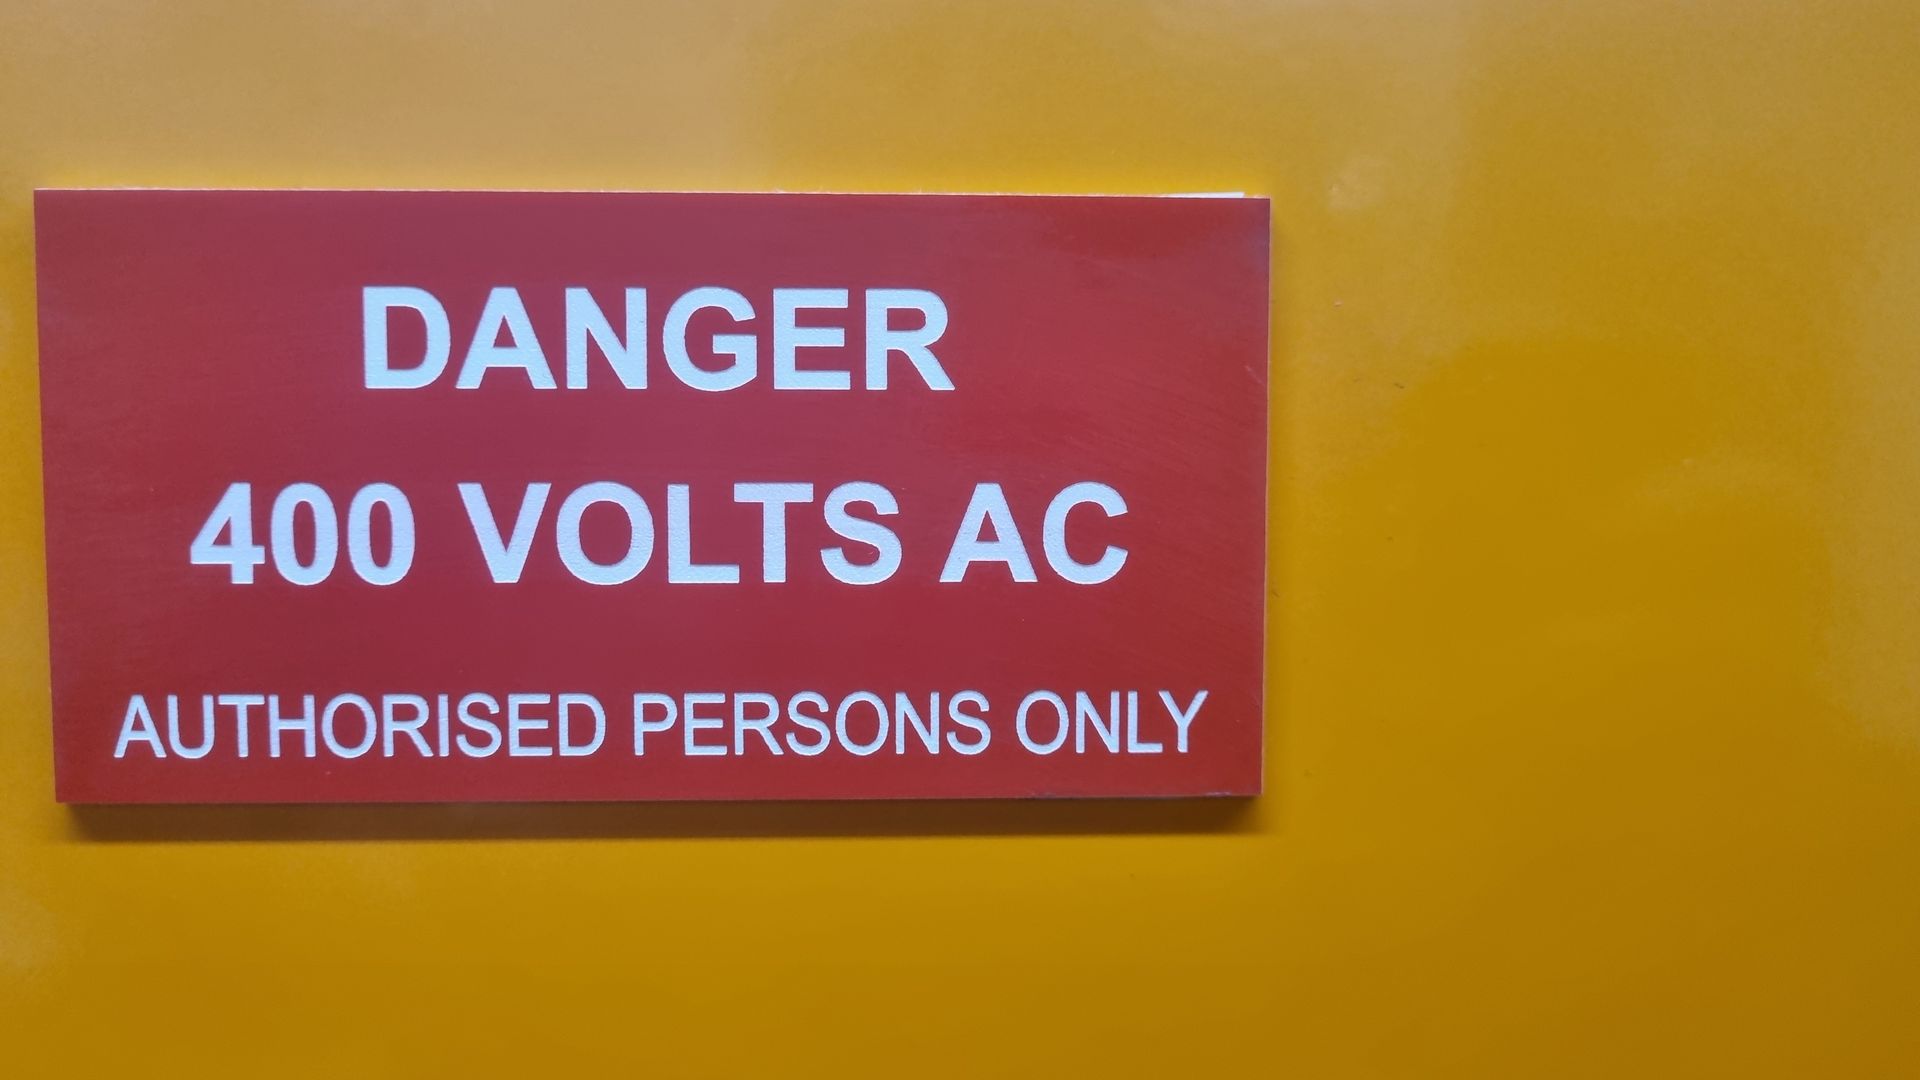 DANGER
400 VOLTS AC
AUTHORISED PERSONS ONLY